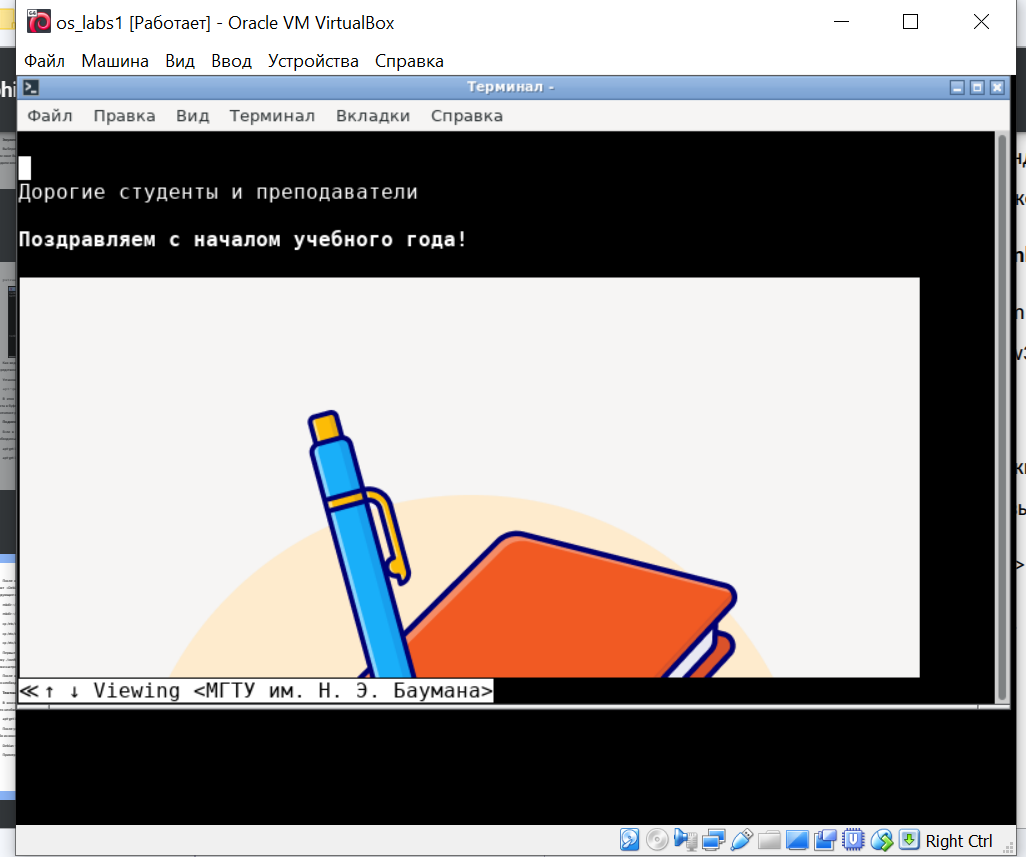 os_labs1 [Работает] - Oracle VM VirtualBox
Файл Машина Вид Ввод Устройства Справка
Терминал -
Файл Правка Вид Терминал Вкладки Справка
Дорогие студенты и преподаватели
Поздравляем с началом учебного года!
≪↑ ↓ Viewing <МГТУ им. Н. Э. Баумана>
Right Ctrl